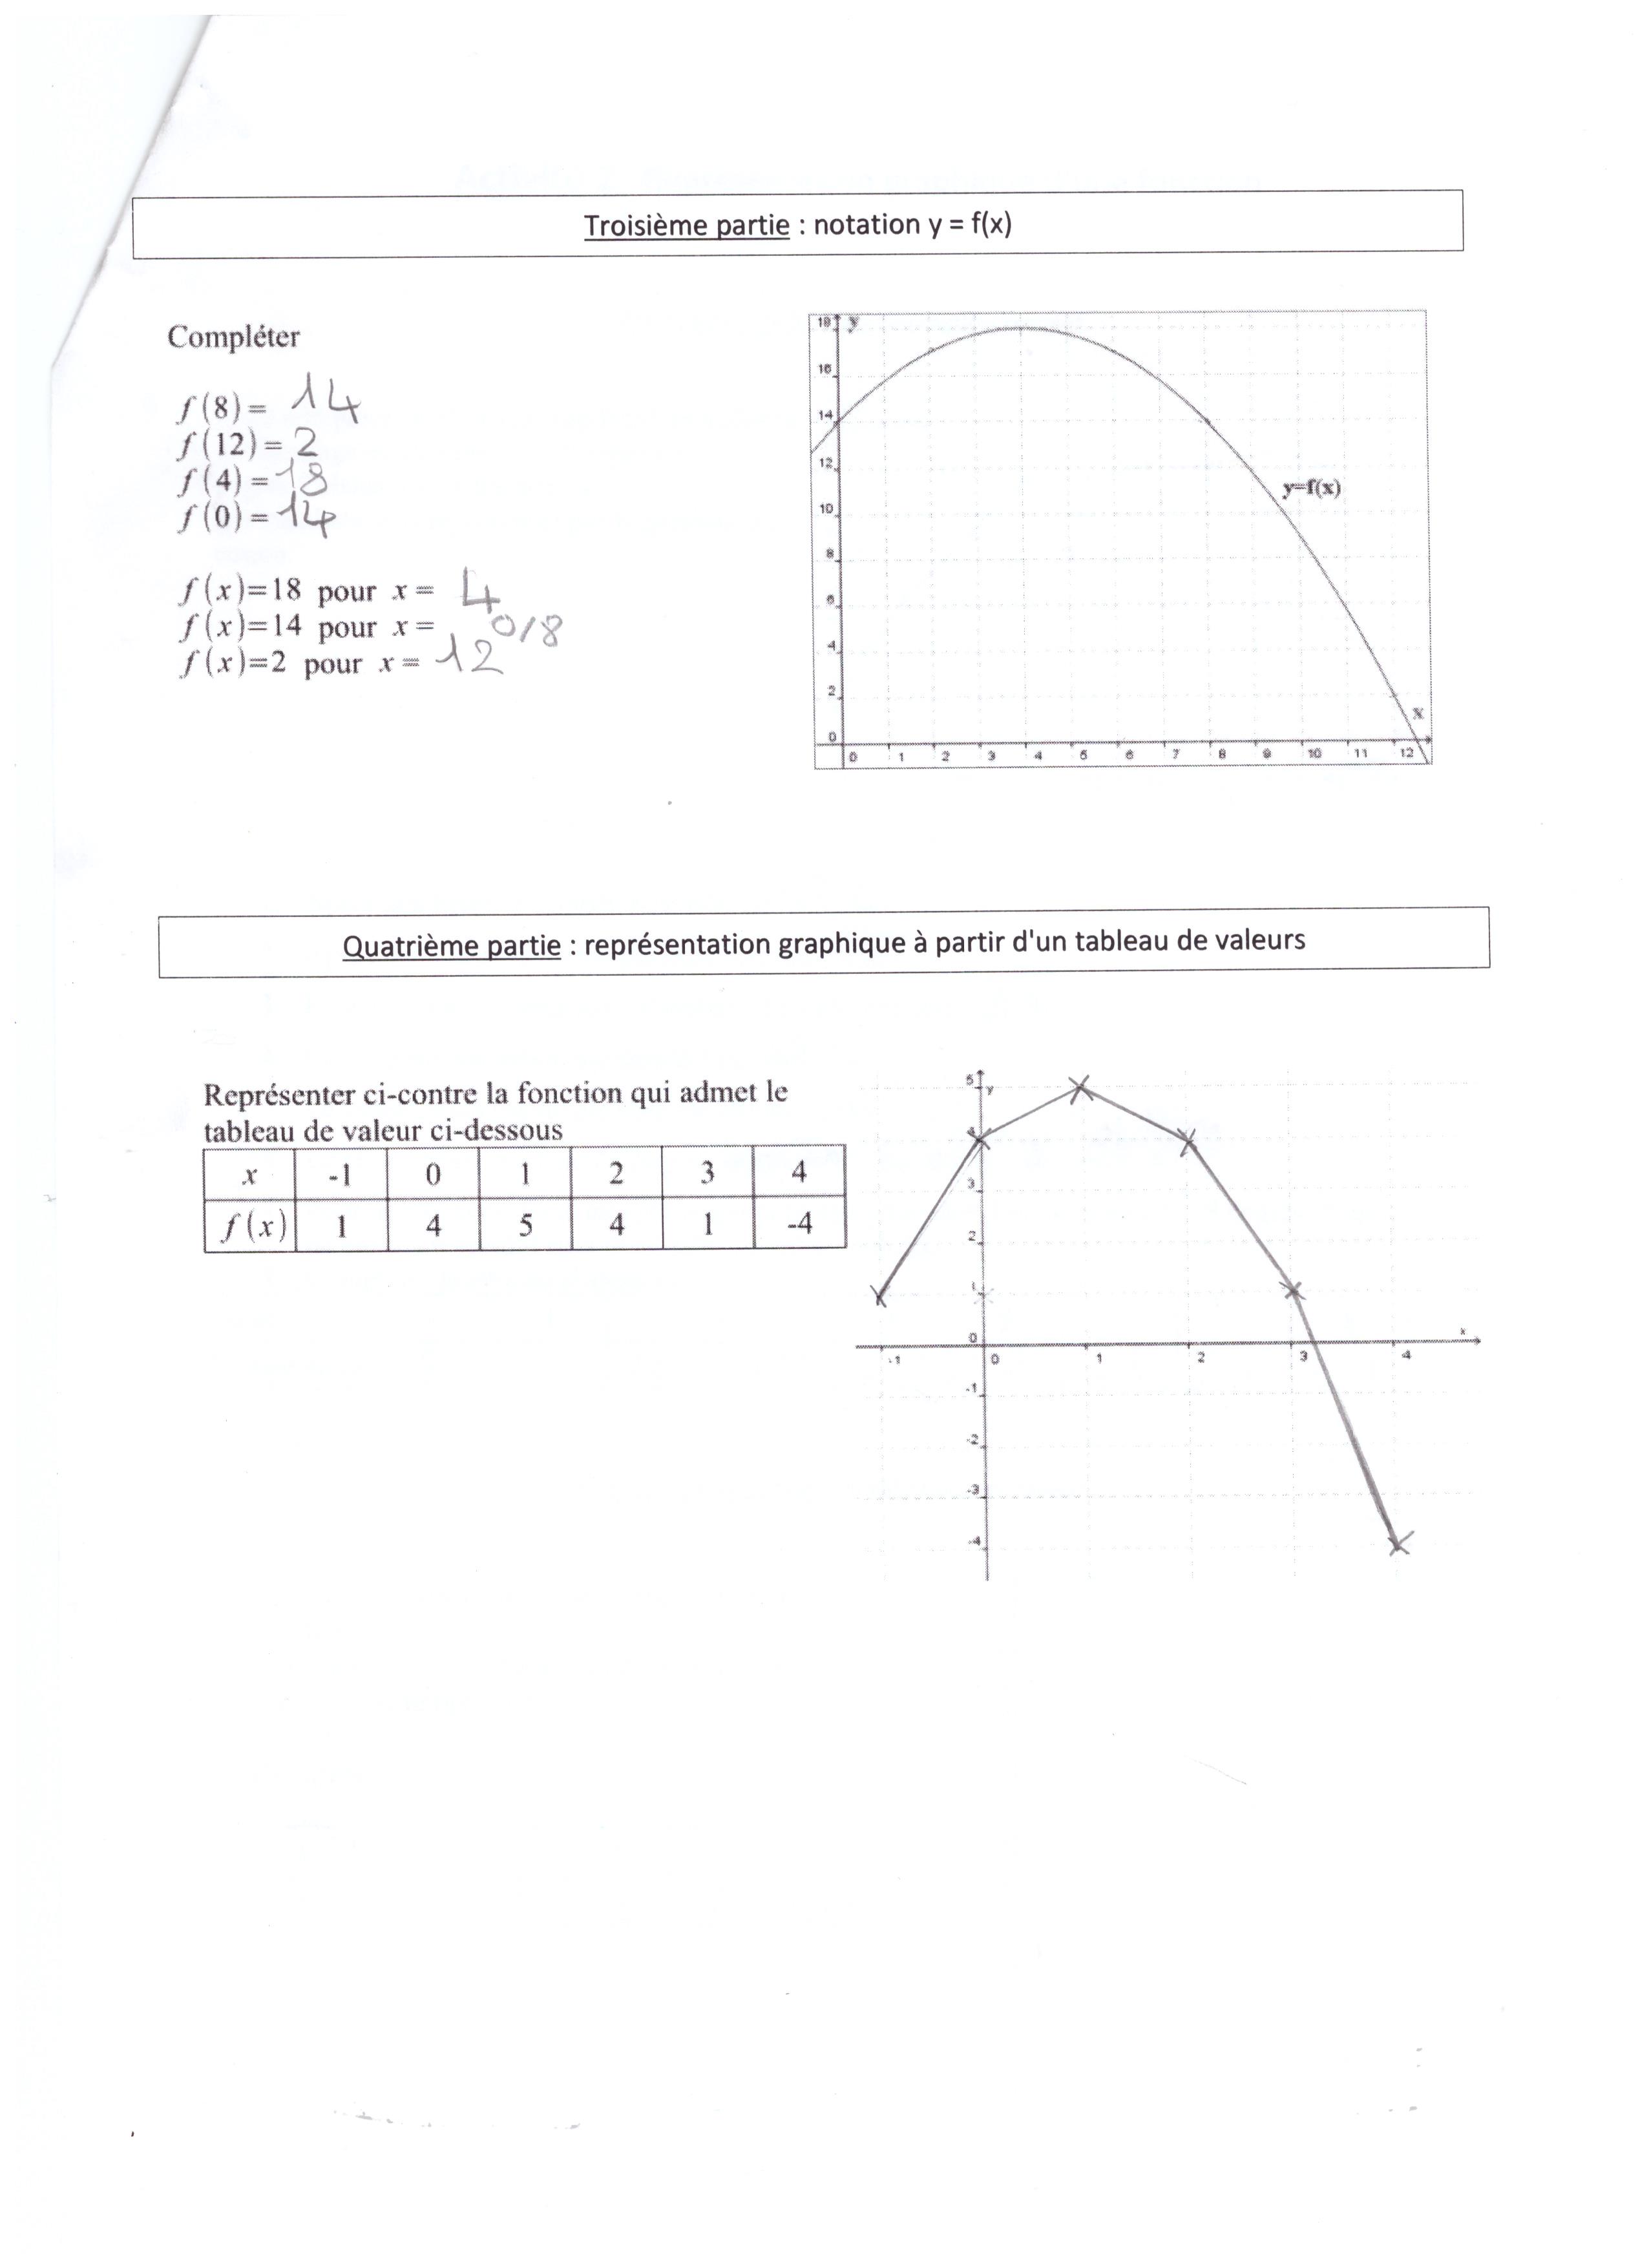 Troisième partie : notation y = f(x)
Compléter
f(8)= 14
f(12)= 2
f(4)= 18
f(0)= 14
f(x)=18 pour x= 4
f(x)=14 pour x= 0/8
f(x)=2 pour x= 12
18 y
16
14
12
10
8
6
4
2
0
y=f(x)
x
0 1 2 3 4 5 6 7 8 9 10 11 12
Quatrième partie : représentation graphique à partir d'un tableau de valeurs
Représenter ci-contre la fonction qui admet le
tableau de valeur ci-dessous
x -1 0 1 2 3 4
f(x) 1 4 5 4 1 -4
5 y
4
3
2
1
0
x
-1 0 1 2 3 4
-1
-2
-3
-4